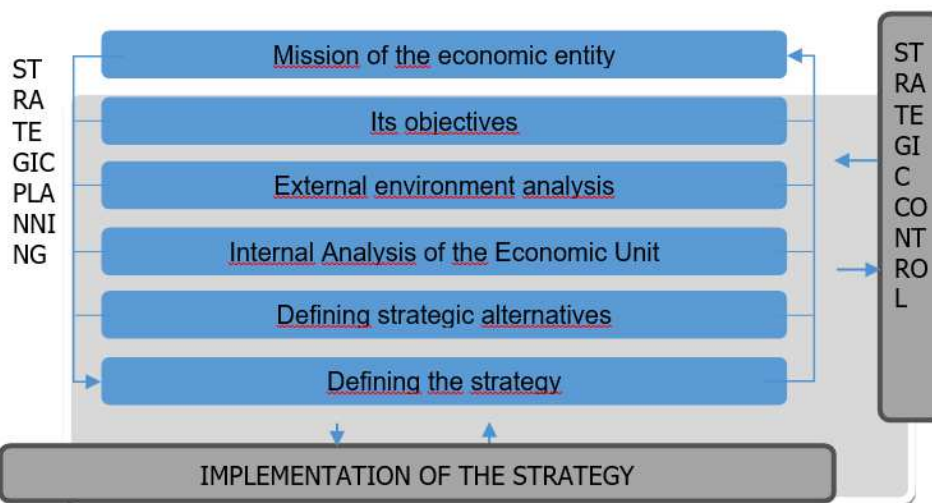 ST
RA
TE
GIC
PLA
NNI
NG
Mission of the economic entity
Its objectives
External environment analysis
Internal Analysis of the Economic Unit
Defining strategic alternatives
Defining the strategy
ST
RA
TE
GI
C
CO
NT
RO
L
IMPLEMENTATION OF THE STRATEGY